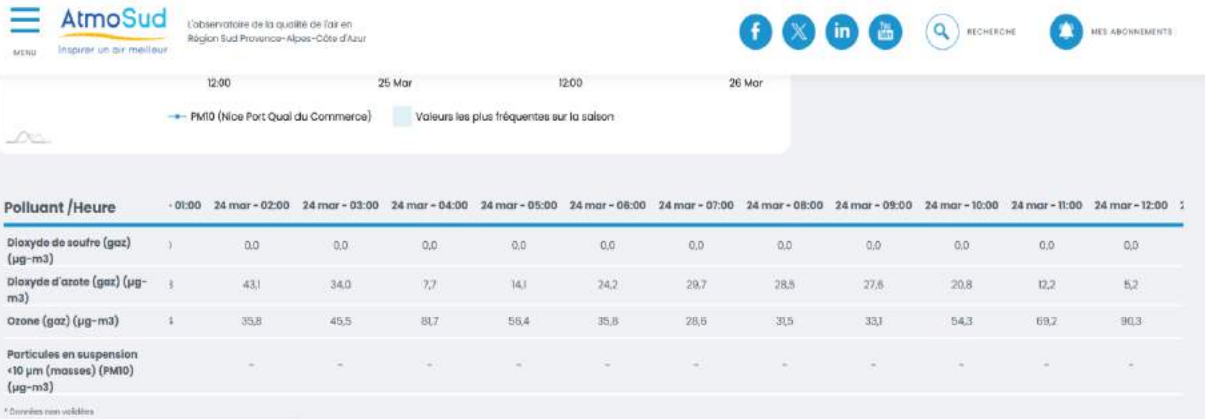 AtmoSud
Inspirer un air meilleur
MENU
L'observatoire de la qualité de l'air en
Région Sud Provence-Alpes-Côte d'Azur
RECHERCHE
MES ABONNEMENTS
12:00 25 Mar 12:00 26 Mar
PM10 (Nice Port Quai du Commerce) Valeurs les plus fréquentes sur la saison
Polluant /Heure - 01:00 24 mar - 02:00 24 mar - 03:00 24 mar - 04:00 24 mar - 05:00 24 mar - 06:00 24 mar - 07:00 24 mar - 08:00 24 mar - 09:00 24 mar - 10:00 24 mar - 11:00 24 mar - 12:00
Dioxyde de soufre (gaz) 0,0 0,0 0,0 0,0 0,0 0,0 0,0 0,0 0,0 0,0 0,0
(µg-m3)
Dioxyde d'azote (gaz) (µg- 43,1 34,0 7,7 14,1 24,2 29,7 28,8 27,6 20,8 12,2 5,2
m3)
Ozone (gaz) (µg-m3) 35,8 45,5 81,7 56,4 35,8 28,6 31,5 33,1 54,3 69,2 90,3
Particules en suspension
<10 µm (masses) (PM10) - - - - - - - - - - -
(µg-m3)
* Données non validées